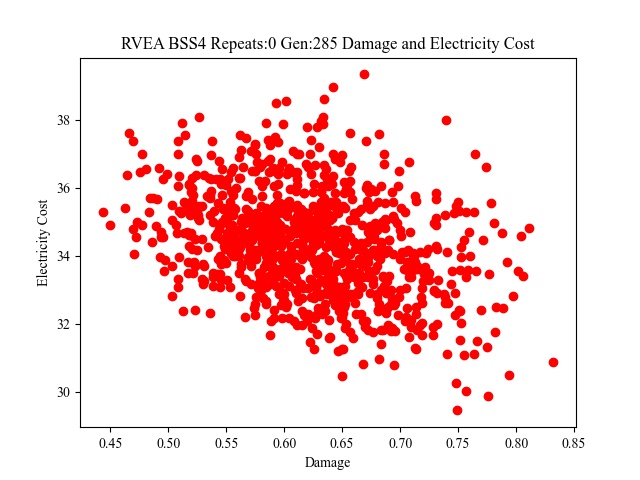 RVEA BSS4 Repeats:0 Gen:285 Damage and Electricity Cost
38
36
34
32
30
Electricity Cost
0.45 0.50 0.55 0.60 0.65 0.70 0.75 0.80 0.85
Damage